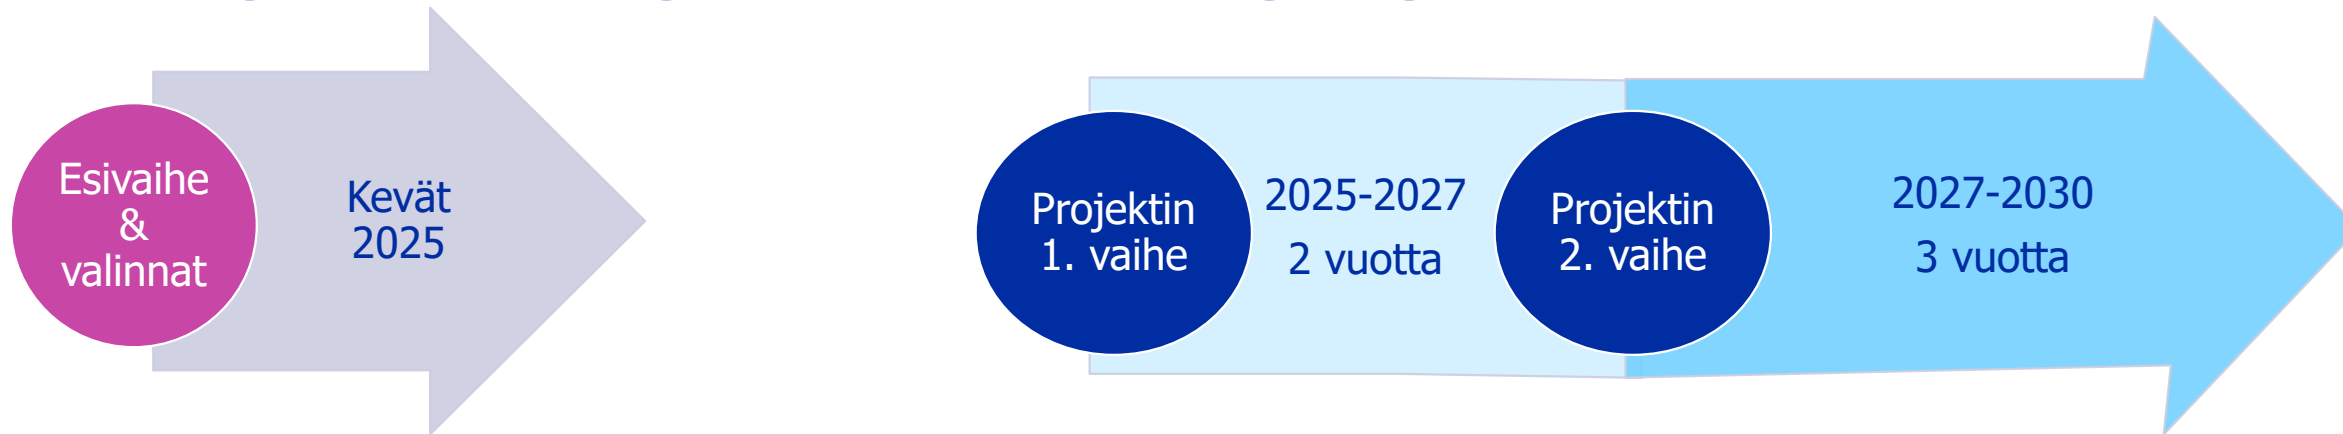 Esivaihe
&
valinnat
Kevät
2025
Projektin
1. vaihe
2025-2027
2 vuotta
Projektin
2. vaihe
2027-2030
3 vuotta